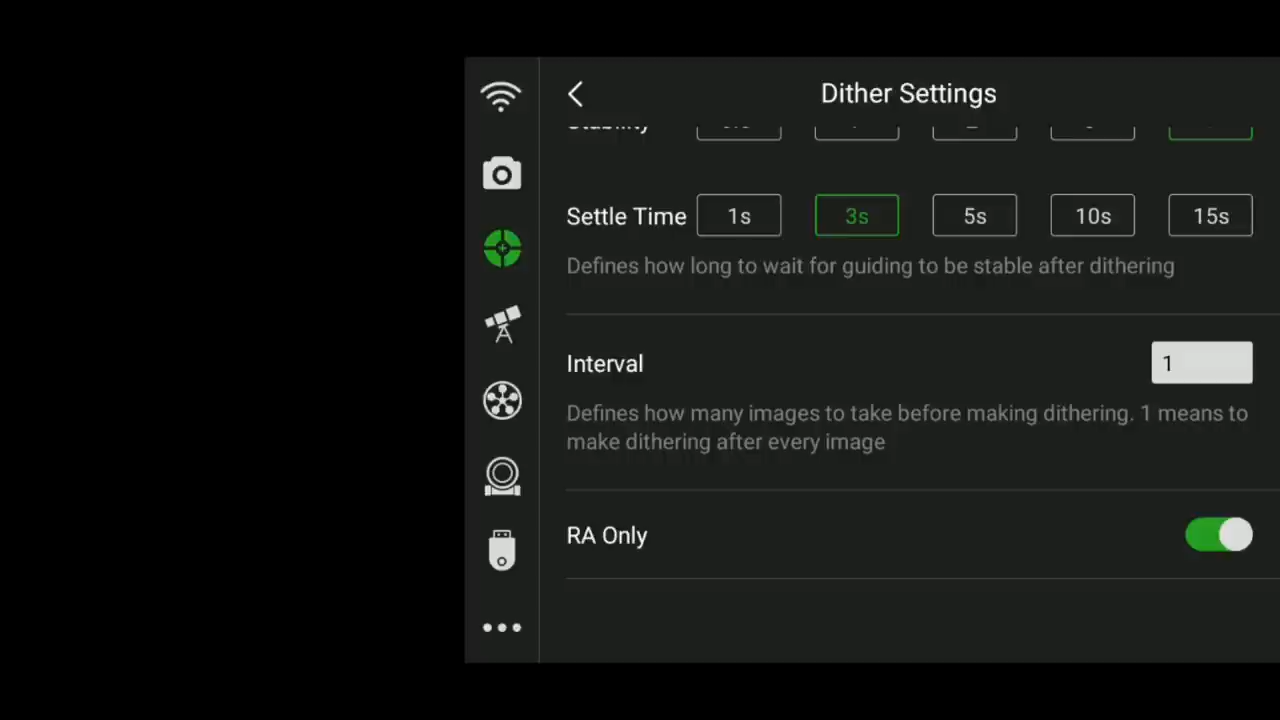 Dither Settings
Stability
Settle Time 1s 3s 5s 10s 15s
Defines how long to wait for guiding to be stable after dithering
Interval 1
Defines how many images to take before making dithering. 1 means to
make dithering after every image
RA Only